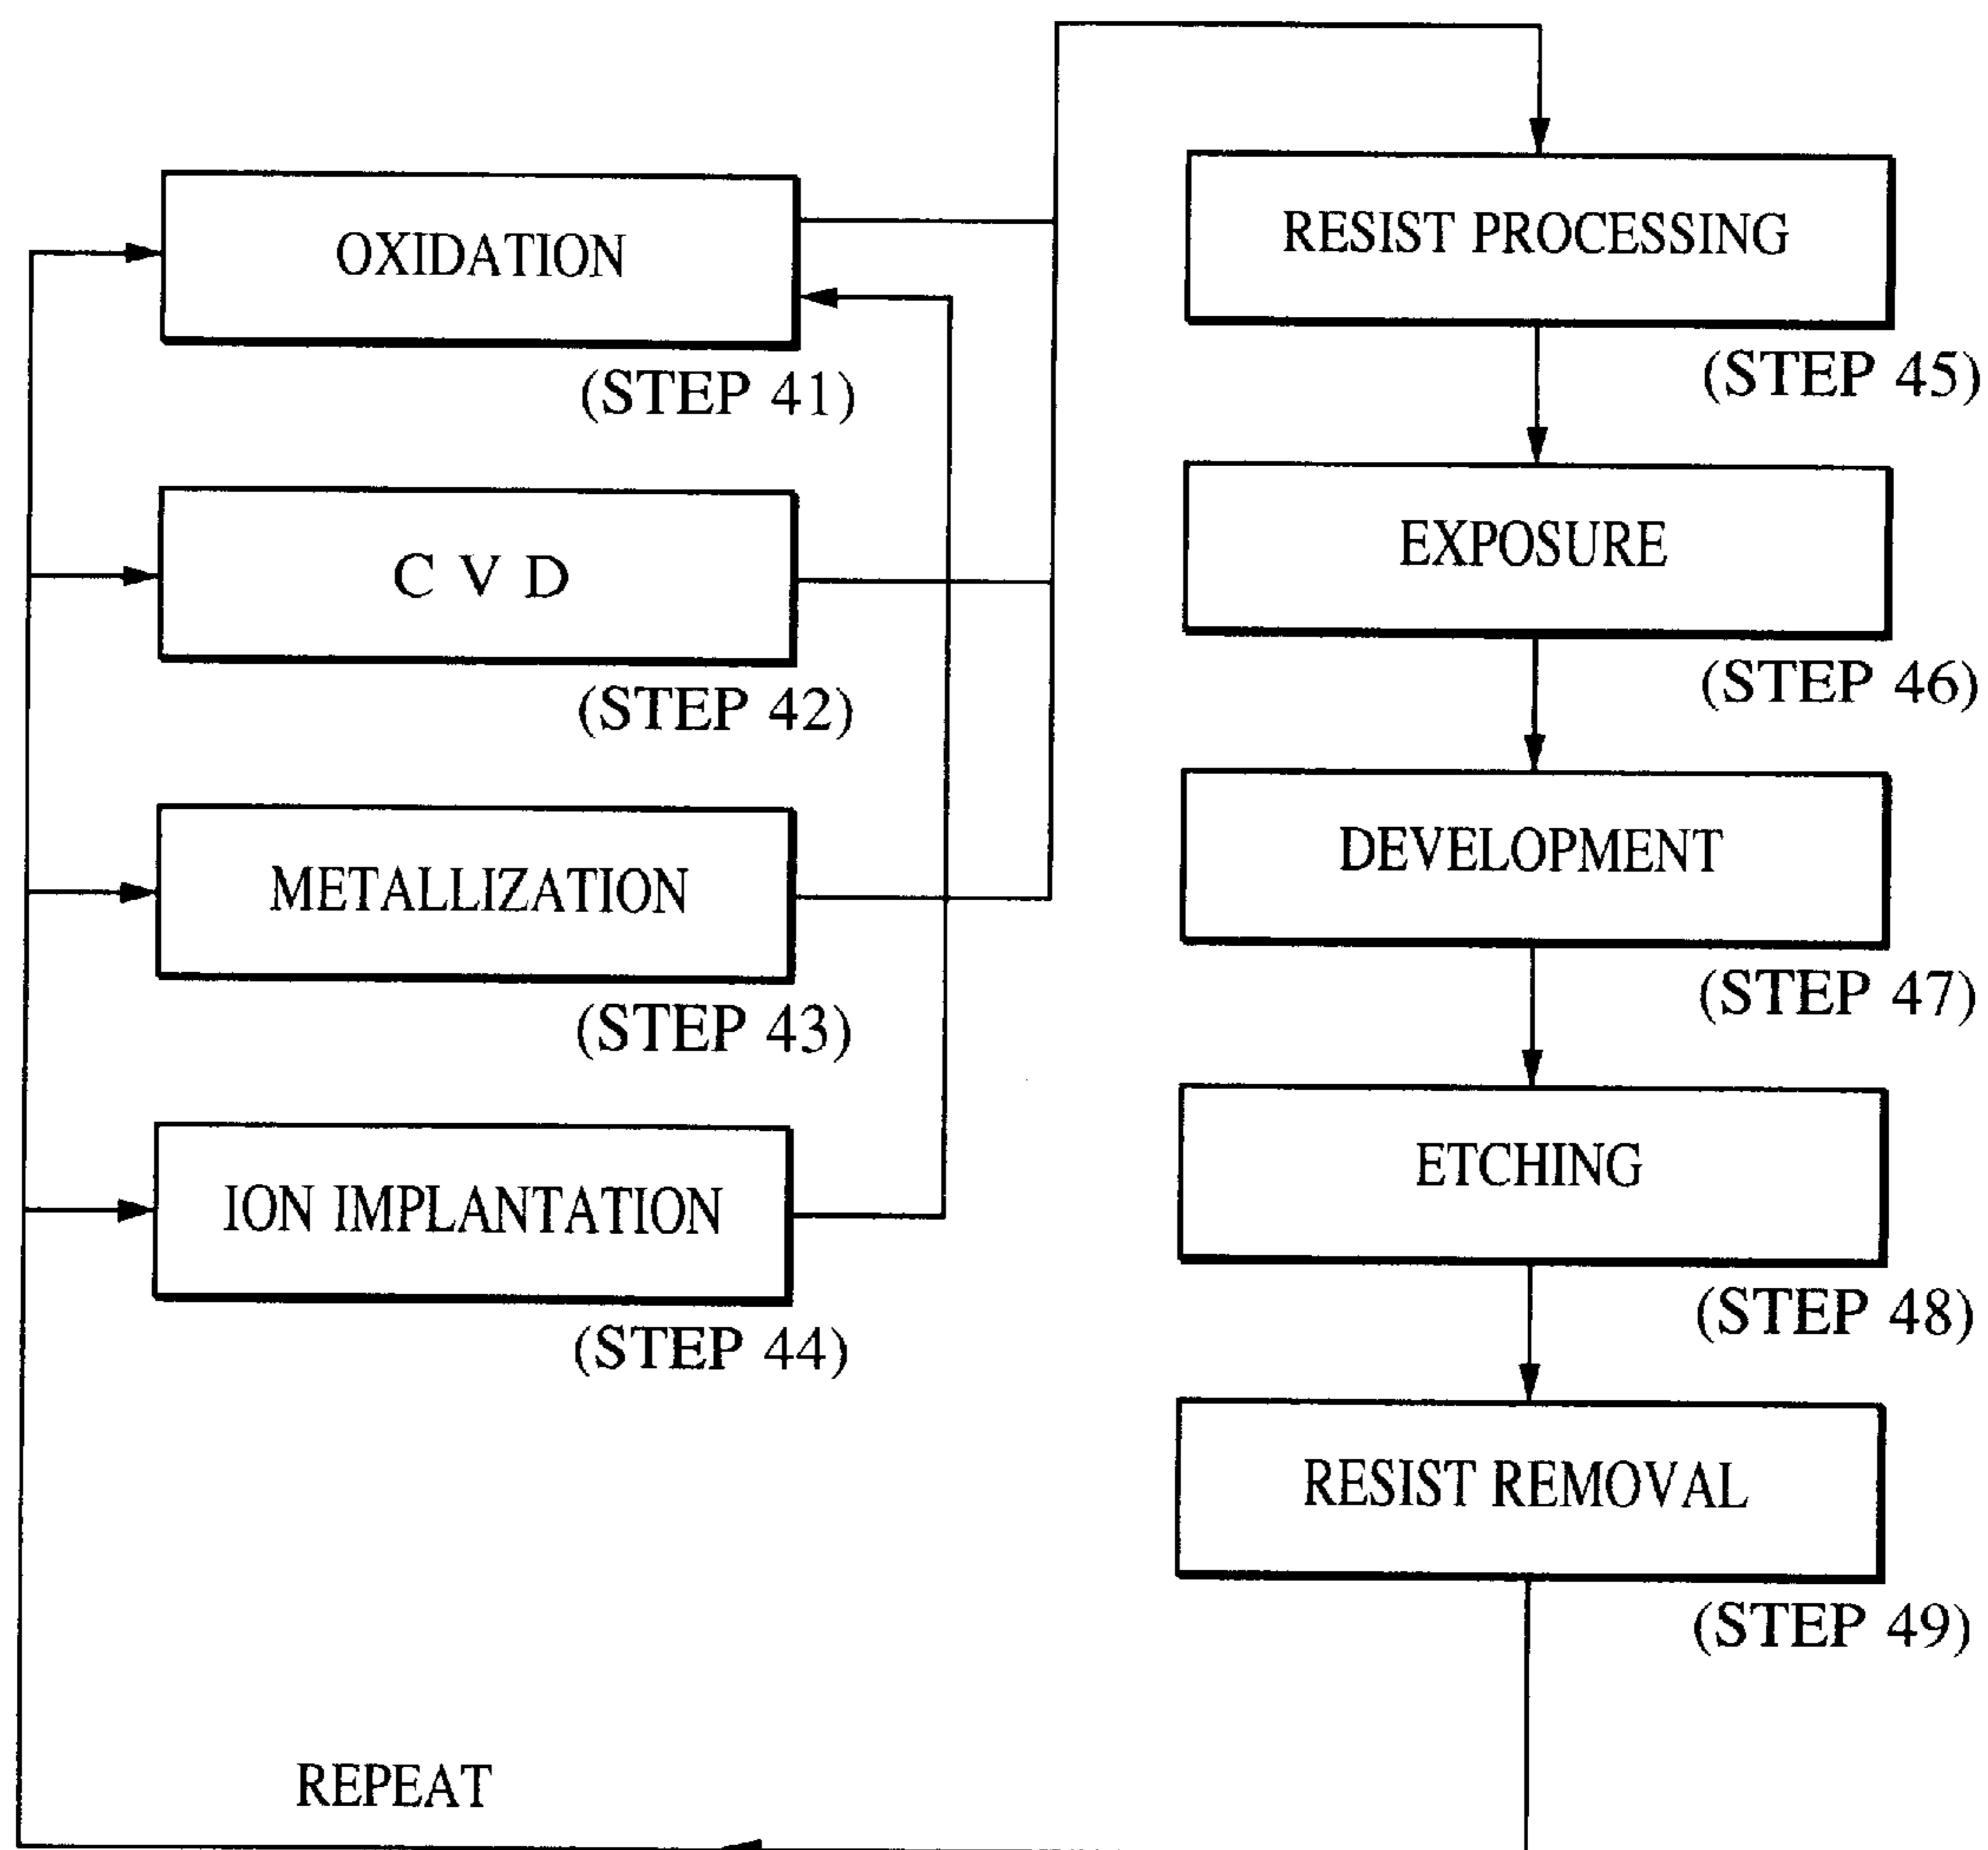 OXIDATION
(STEP 41)
C V D
(STEP 42)
METALLIZATION
(STEP 43)
ION IMPLANTATION
(STEP 44)
RESIST PROCESSING
(STEP 45)
EXPOSURE
(STEP 46)
DEVELOPMENT
(STEP 47)
ETCHING
(STEP 48)
RESIST REMOVAL
(STEP 49)
REPEAT